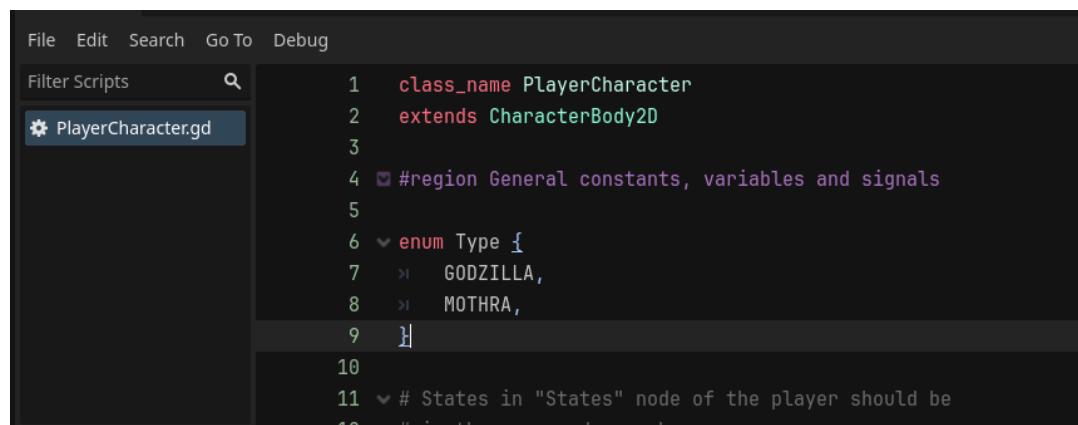 File Edit Search Go To Debug
Filter Scripts
PlayerCharacter.gd
1 class_name PlayerCharacter
2 extends CharacterBody2D
3
4 #region General constants, variables and signals
5
6 enum Type {
7 GODZILLA,
8 MOTHRA,
9 }
10
11 # States in "States" node of the player should be